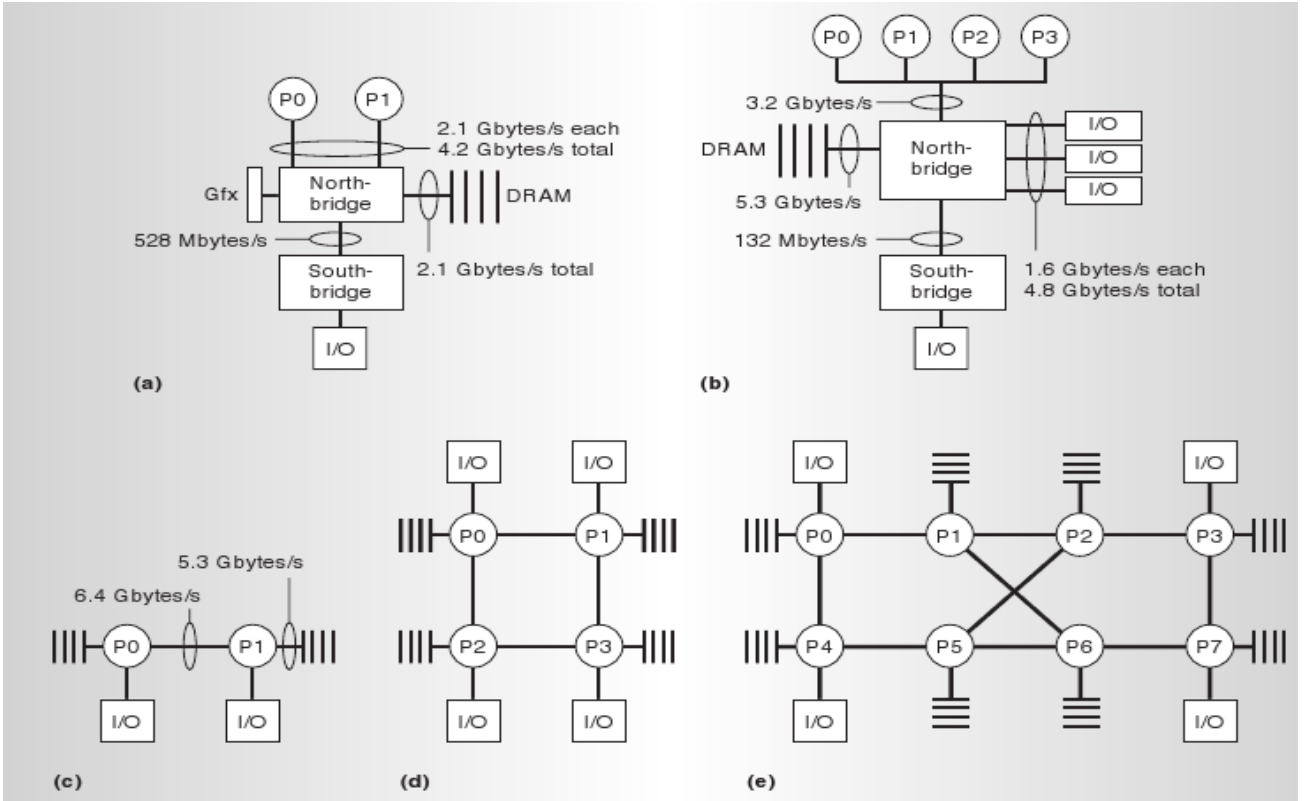 P0
P1
2.1 Gbytes/s each
4.2 Gbytes/s total
Gfx
North-
bridge
DRAM
528 Mbytes/s
2.1 Gbytes/s total
South-
bridge
I/O
(a)
P0
P1
P2
P3
3.2 Gbytes/s
I/O
DRAM
North-
bridge
I/O
I/O
5.3 Gbytes/s
132 Mbytes/s
South-
bridge
1.6 Gbytes/s each
4.8 Gbytes/s total
I/O
(b)
5.3 Gbytes/s
6.4 Gbytes/s
P0
P1
I/O
I/O
(c)
I/O
I/O
P0
P1
P2
P3
I/O
I/O
(d)
I/O
I/O
P0
P1
P2
P3
P4
P5
P6
P7
I/O
I/O
(e)